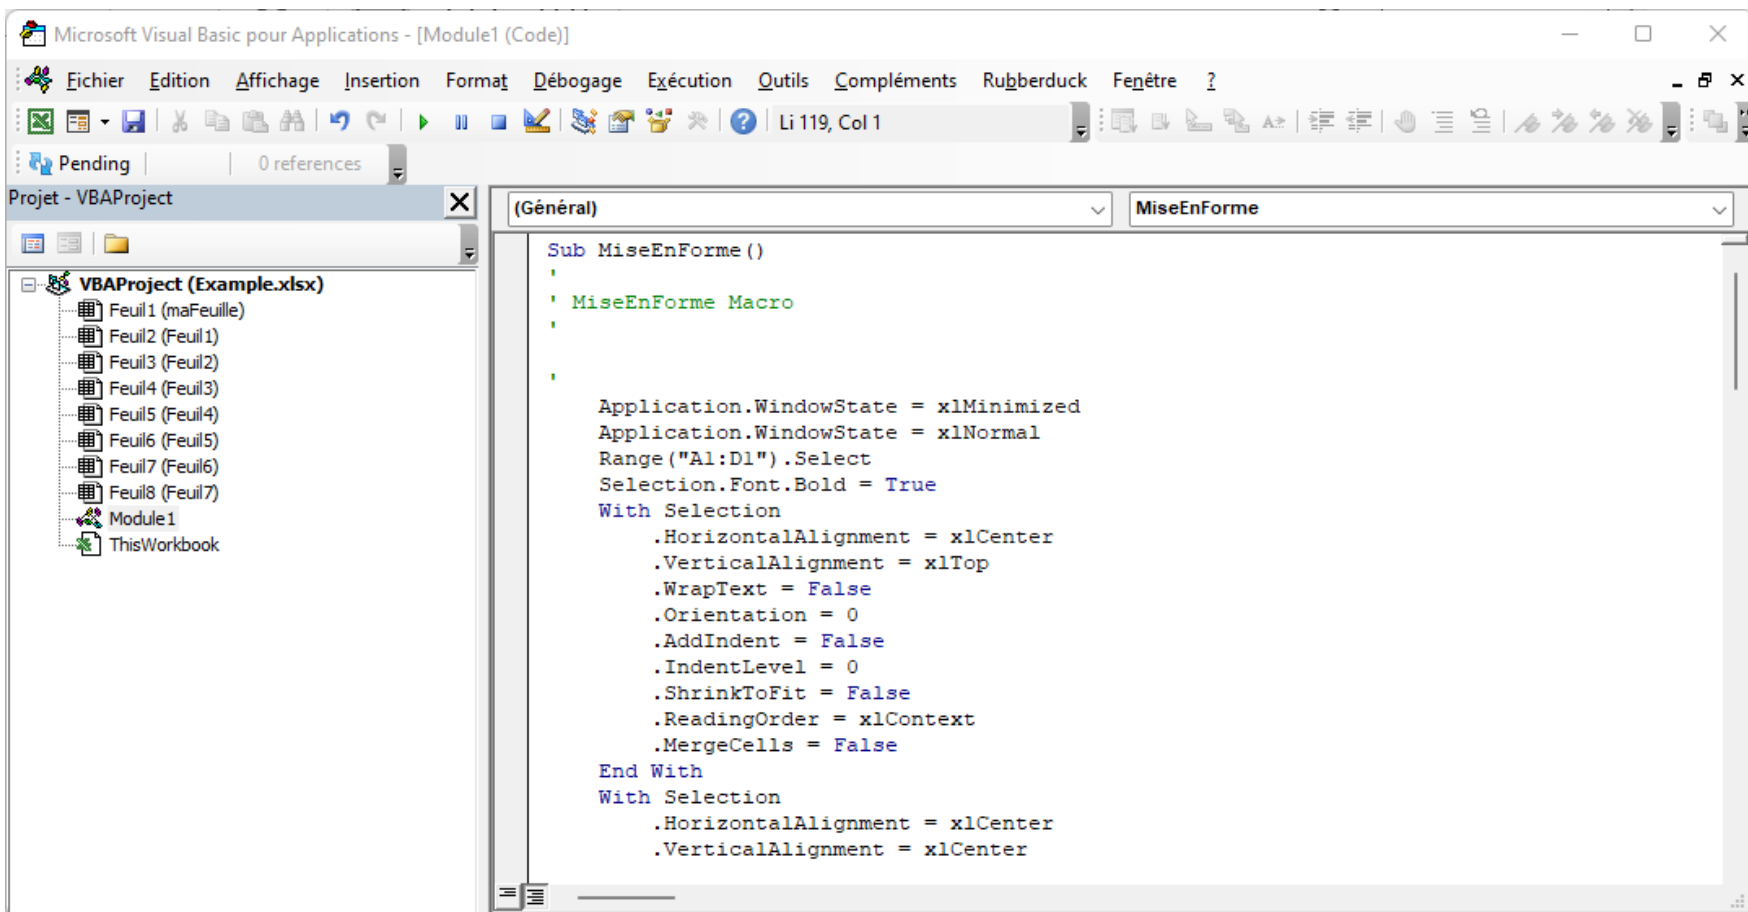 Microsoft Visual Basic pour Applications - [Module1 (Code)]
Fichier Edition Affichage Insertion Format Débogage Exécution Outils Compléments Rubberduck Fenêtre ?
Li 119, Col 1
Pending 0 references
Projet - VBAProject
(Général) MiseEnForme
VBAProject (Example.xlsx)
Feuil1 (maFeuille)
Feuil2 (Feuil1)
Feuil3 (Feuil2)
Feuil4 (Feuil3)
Feuil5 (Feuil4)
Feuil6 (Feuil5)
Feuil7 (Feuil6)
Feuil8 (Feuil7)
Module1
ThisWorkbook
Sub MiseEnForme()
'
' MiseEnForme Macro
'
'
Application.WindowState = xlMinimized
Application.WindowState = xlNormal
Range("A1:D1").Select
Selection.Font.Bold = True
With Selection
.HorizontalAlignment = xlCenter
.VerticalAlignment = xlTop
.WrapText = False
.Orientation = 0
.AddIndent = False
.IndentLevel = 0
.ShrinkToFit = False
.ReadingOrder = xlContext
.MergeCells = False
End With
With Selection
.HorizontalAlignment = xlCenter
.VerticalAlignment = xlCenter